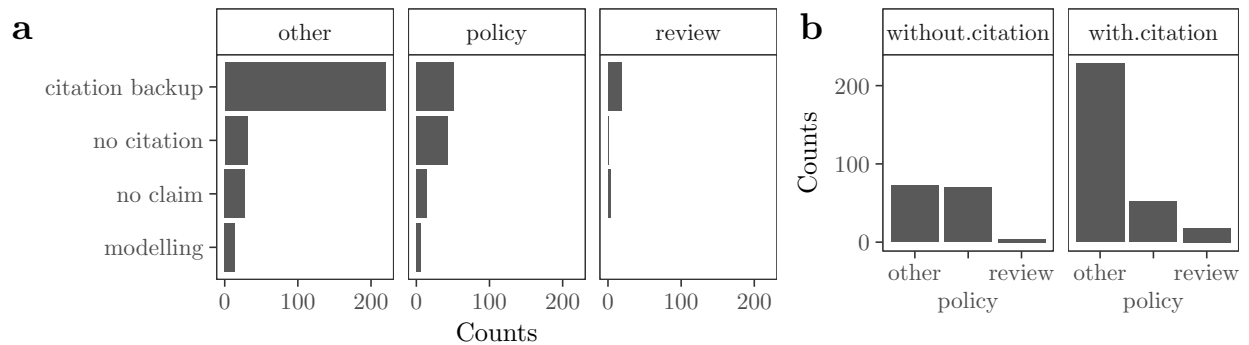 a
other policy review
citation backup
no citation
no claim
modelling
0 100 200 0 100 200 0 100 200
Counts
b
without.citation with.citation
Counts
200
100
0
other review other review
policy policy